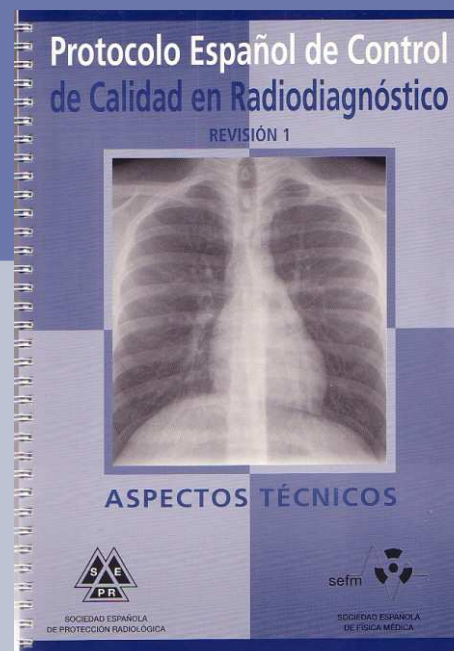 Protocolo Español de Control
de Calidad en Radiodiagnóstico
REVISIÓN 1
ASPECTOS TÉCNICOS
S E
P R
sefm
SOCIEDAD ESPAÑOLA
DE PROTECCIÓN RADIOLÓGICA
SOCIEDAD ESPAÑOLA
DE FÍSICA MÉDICA